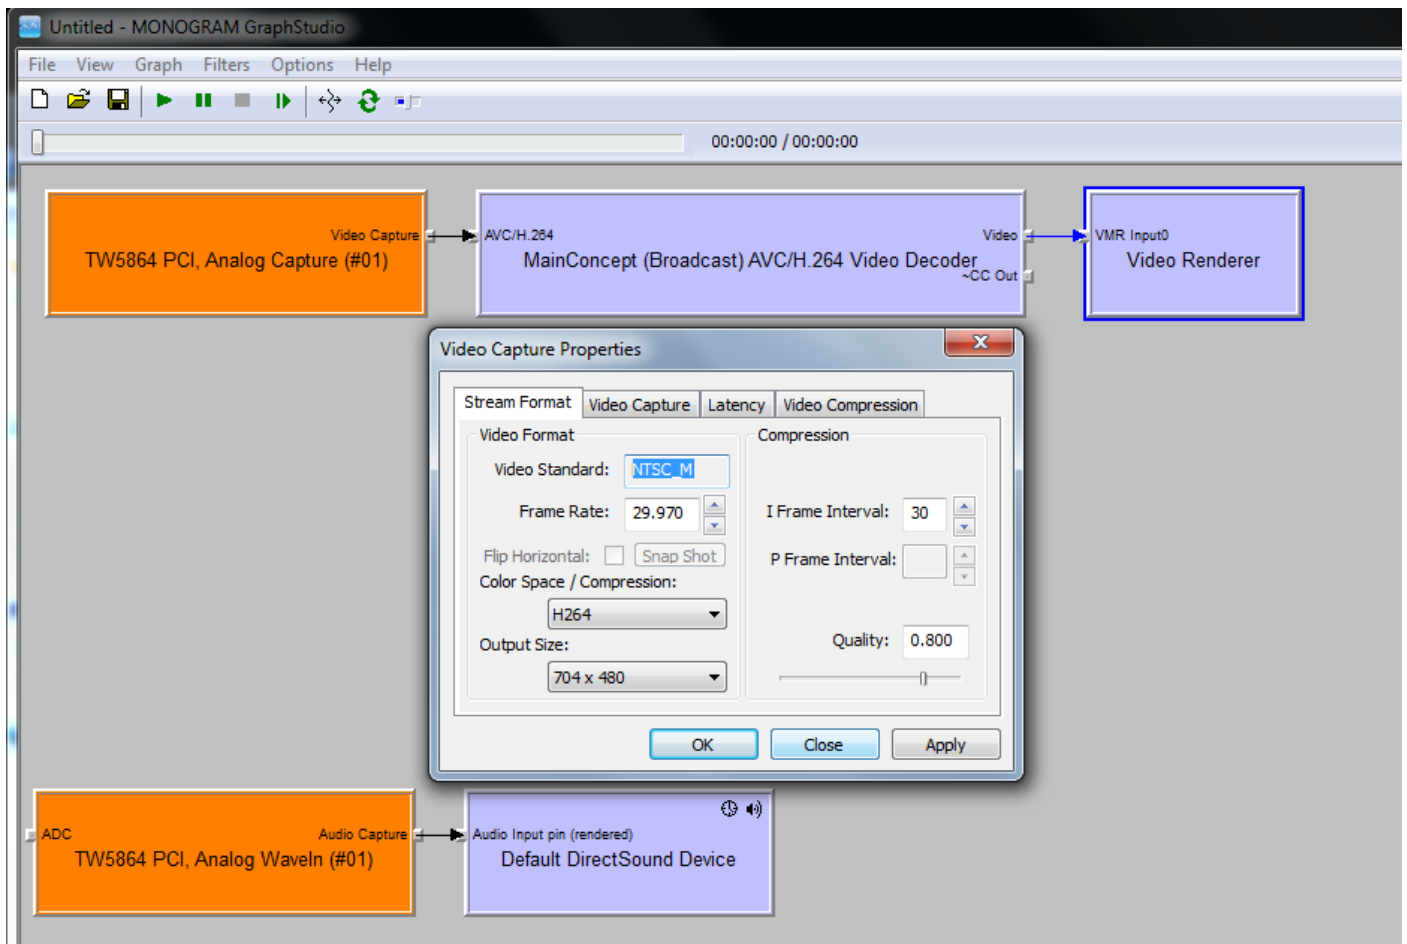 Untitled - MONOGRAM GraphStudio
File View Graph Filters Options Help
00:00:00 / 00:00:00
Video Capture
TW5864 PCI, Analog Capture (#01)
AVC/H.264
Video
MainConcept (Broadcast) AVC/H.264 Video Decoder
~CC Out
VMR Input0
Video Renderer
Video Capture Properties
Stream Format Video Capture Latency Video Compression
Video Format
Video Standard: NTSC_M
Frame Rate: 29.970
Flip Horizontal: Snap Shot
Color Space / Compression:
H264
Output Size:
704 x 480
Compression
I Frame Interval: 30
P Frame Interval:
Quality: 0.800
OK Close Apply
ADC
Audio Capture
TW5864 PCI, Analog WaveIn (#01)
Audio Input pin (rendered)
Default DirectSound Device